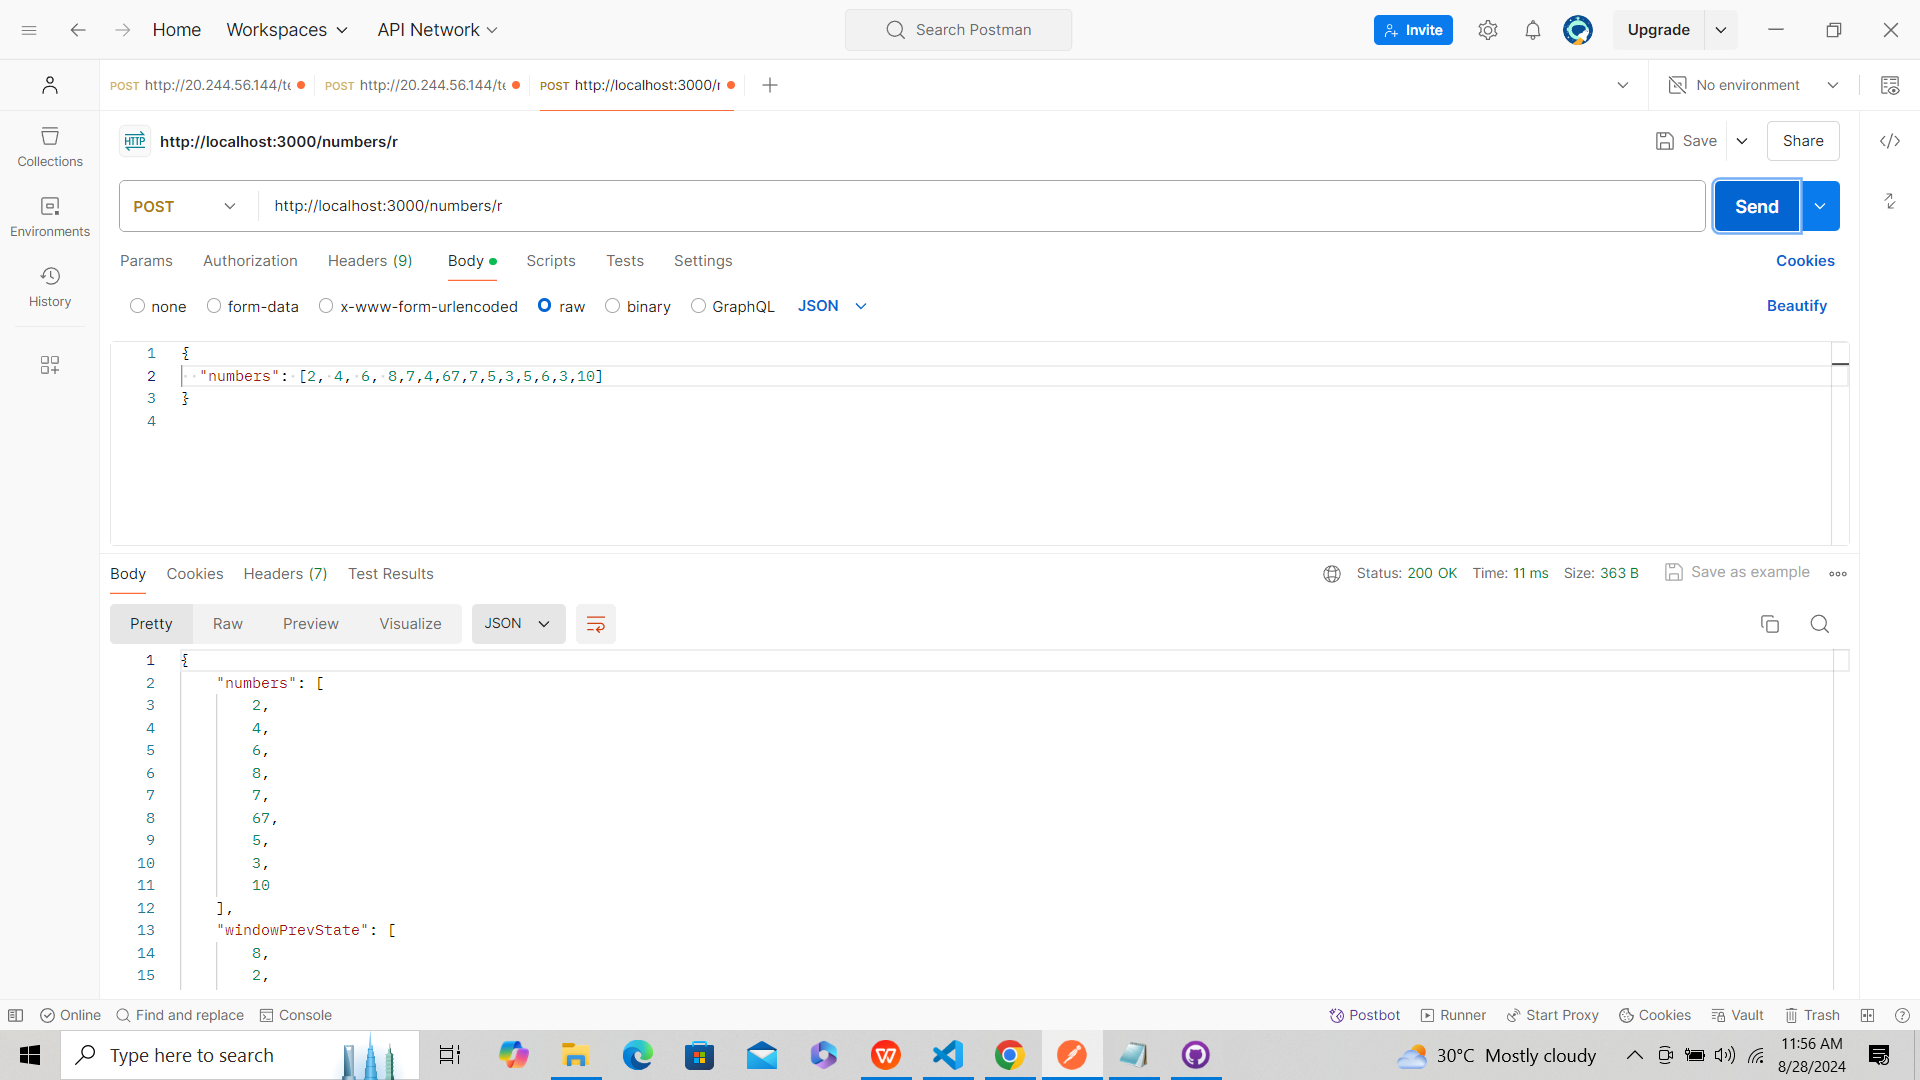 Home
Workspaces
API Network
Search Postman
Invite
Upgrade
POST http://20.244.56.144/te
POST http://20.244.56.144/te
POST http://localhost:3000/r
No environment
Collections
Environments
History
HTTP http://localhost:3000/numbers/r
Save
Share
POST
http://localhost:3000/numbers/r
Send
Params
Authorization
Headers (9)
Body
Scripts
Tests
Settings
Cookies
none
form-data
x-www-form-urlencoded
raw
binary
GraphQL
JSON
Beautify
1 {
2 "numbers": [2, 4, 6, 8,7,4,67,7,5,3,5,6,3,10]
3 }
4
Body
Cookies
Headers (7)
Test Results
Status: 200 OK
Time: 11 ms
Size: 363 B
Save as example
Pretty
Raw
Preview
Visualize
JSON
1 {
2 "numbers": [
3 2,
4 4,
5 6,
6 8,
7 7,
8 67,
9 5,
10 3,
11 10
12 ],
13 "windowPrevState": [
14 8,
15 2,
Online
Find and replace
Console
Postbot
Runner
Start Proxy
Cookies
Vault
Trash
Type here to search
30°C Mostly cloudy
11:56 AM
8/28/2024